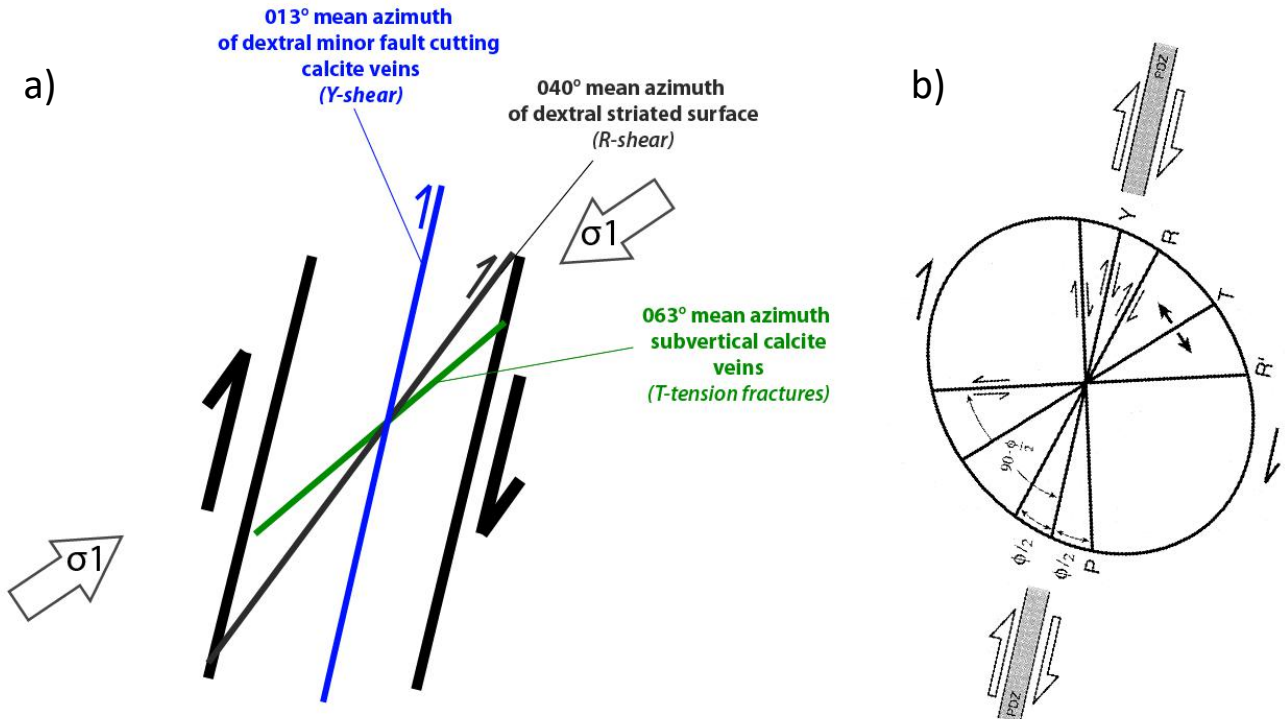 a)
013° mean azimuth
of dextral minor fault cutting
calcite veins
(Y-shear)
040° mean azimuth
of dextral striated surface
(R-shear)
σ1
063° mean azimuth
subvertical calcite
veins
(T-tension fractures)
σ1
b)
PDZ
Y
R
T
R'
90-φ/2
φ/2
φ/2
P
PDZ